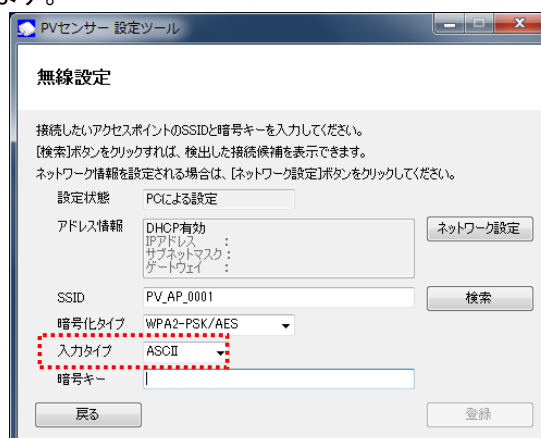 ます。
PVセンサー 設定ツール
無線設定
接続したいアクセスポイントのSSIDと暗号キーを入力してください。
[検索]ボタンをクリックすれば、検出した接続候補を表示できます。
ネットワーク情報を設定される場合は、[ネットワーク設定]ボタンをクリックしてください。
設定状態 PCによる設定
アドレス情報 DHCP有効 ネットワーク設定
IPアドレス :
サブネットマスク :
ゲートウェイ :
SSID PV_AP_0001 検索
暗号化タイプ WPA2-PSK/AES
入力タイプ ASCII
暗号キー
戻る 登録